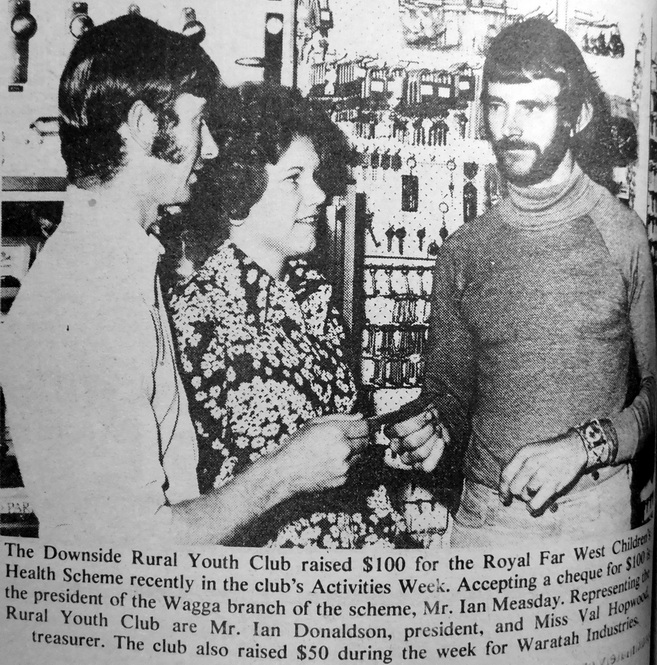 The Downside Rural Youth Club raised $100 for the Royal Far West Children's
Health Scheme recently in the club's Activities Week. Accepting a cheque for $100 is
the president of the Wagga branch of the scheme, Mr. Ian Measday. Representing the
Rural Youth Club are Mr. Ian Donaldson, president, and Miss Val Hopwood,
treasurer. The club also raised $50 during the week for Waratah Industries.